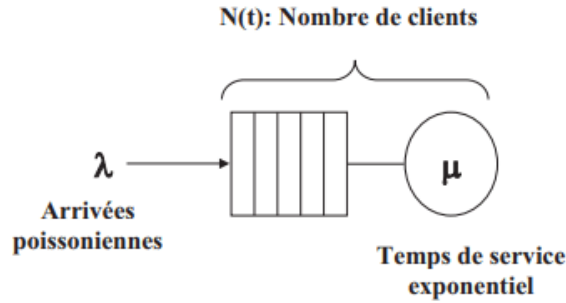 N(t): Nombre de clients
λ
μ
Arrivées
poissoniennes
Temps de service
exponentiel